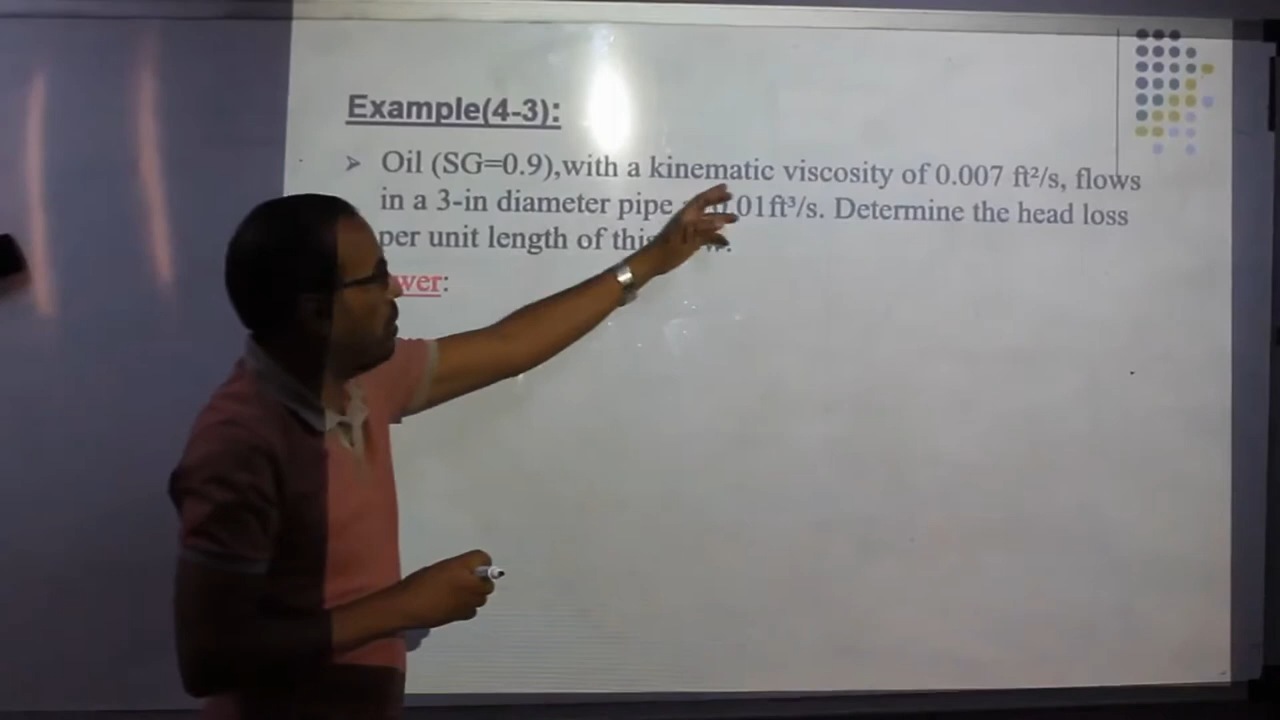 Example(4-3):
➢ Oil (SG=0.9),with a kinematic viscosity of 0.007 ft²/s, flows
in a 3-in diameter pipe 01ft³/s. Determine the head loss
per unit length of this
wer: